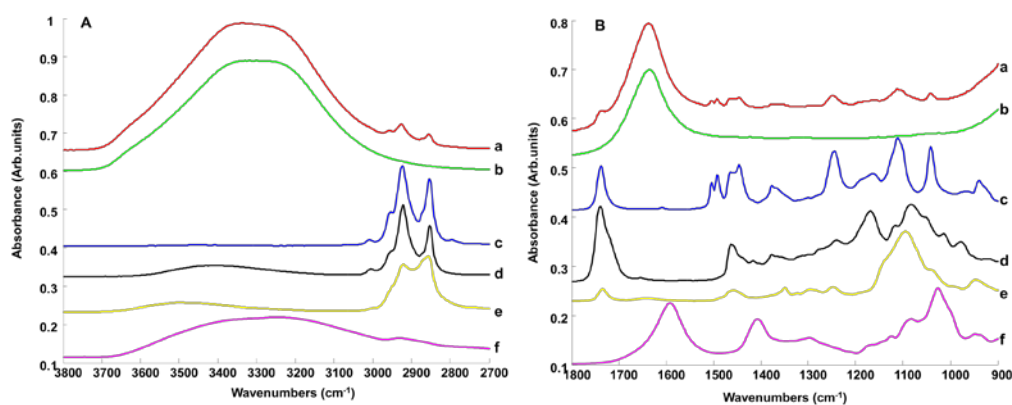 A
1
0.9
0.8
0.7
0.6
0.5
0.4
0.3
0.2
0.1
Absorbance (Arb.units)
a
b
c
d
e
f
3800 3700 3600 3500 3400 3300 3200 3100 3000 2900 2800 2700
Wavenumbers (cm⁻¹)
B
0.8
0.7
0.6
0.5
0.4
0.3
0.2
0.1
Absorbance (Arb.units)
a
b
c
d
e
f
1800 1700 1600 1500 1400 1300 1200 1100 1000 900
Wavenumbers (cm⁻¹)